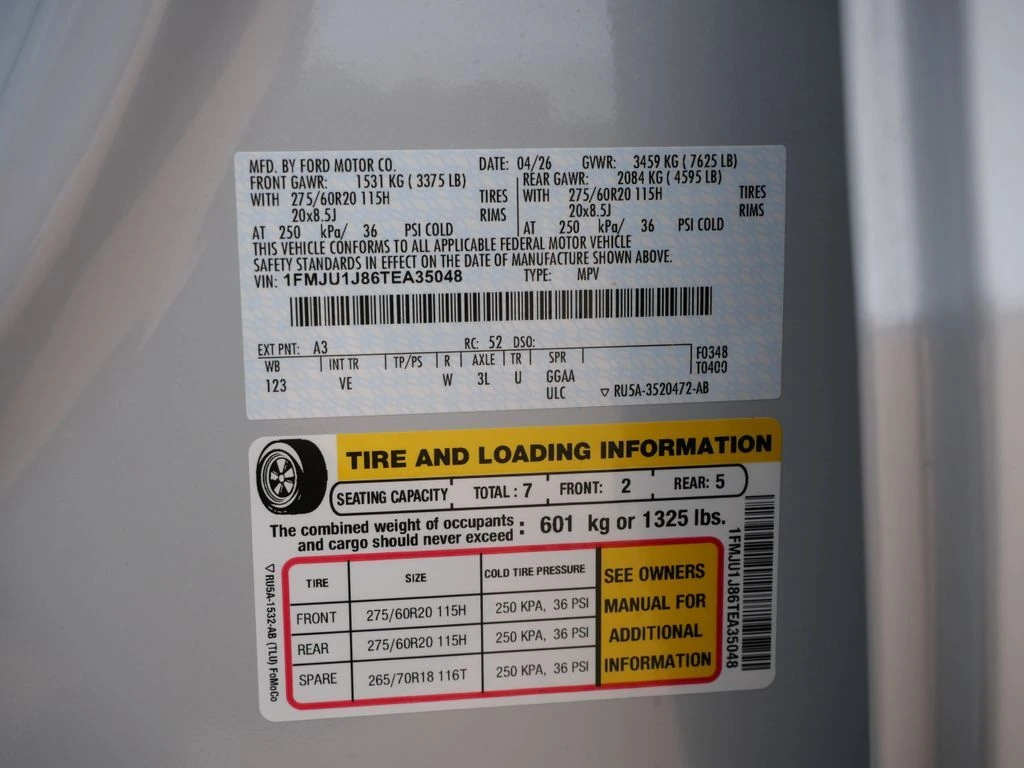 MFD. BY FORD MOTOR CO. DATE: 04/26 GVWR: 3459 KG ( 7625 LB)
FRONT GAWR: 1531 KG ( 3375 LB) REAR GAWR: 2084 KG ( 4595 LB)
WITH 275/60R20 115H TIRES WITH 275/60R20 115H TIRES
20x8.5J RIMS 20x8.5J RIMS
AT 250 kPa/ 36 PSI COLD AT 250 kPa/ 36 PSI COLD
THIS VEHICLE CONFORMS TO ALL APPLICABLE FEDERAL MOTOR VEHICLE
SAFETY STANDARDS IN EFFECT ON THE DATE OF MANUFACTURE SHOWN ABOVE.
VIN: 1FMJU1J86TEA35048 TYPE: MPV
EXT PNT: A3 RC: 52 DSO:
WB INT TR TP/PS R AXLE TR SPR F0348
123 VE W 3L U GGAA T0400
ULC ▽ RU5A-3520472-AB
TIRE AND LOADING INFORMATION
SEATING CAPACITY TOTAL : 7 FRONT: 2 REAR: 5
The combined weight of occupants
and cargo should never exceed : 601 kg or 1325 lbs.
TIRE SIZE COLD TIRE PRESSURE
FRONT 275/60R20 115H 250 KPA, 36 PSI
REAR 275/60R20 115H 250 KPA, 36 PSI
SPARE 265/70R18 116T 250 KPA, 36 PSI
SEE OWNERS
MANUAL FOR
ADDITIONAL
INFORMATION
1FMJU1J86TEA35048
▽ RU5A-1532-AB (TLU) FoMoCo